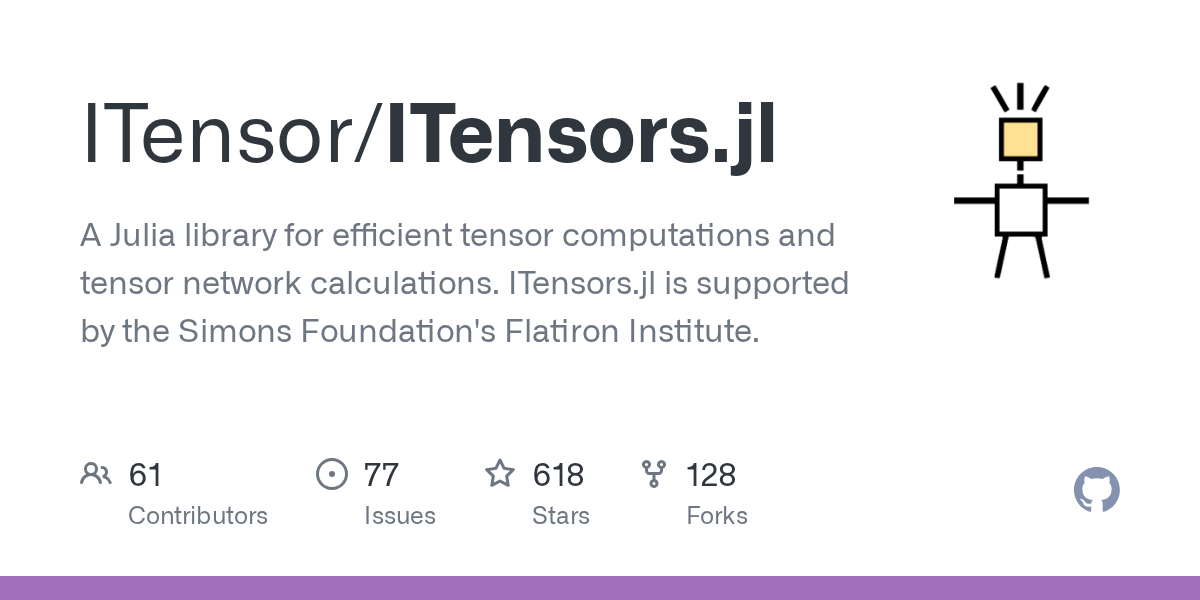 ITensor/ITensors.jl
A Julia library for efficient tensor computations and
tensor network calculations. ITensors.jl is supported
by the Simons Foundation's Flatiron Institute.
61 77 618 128
Contributors Issues Stars Forks